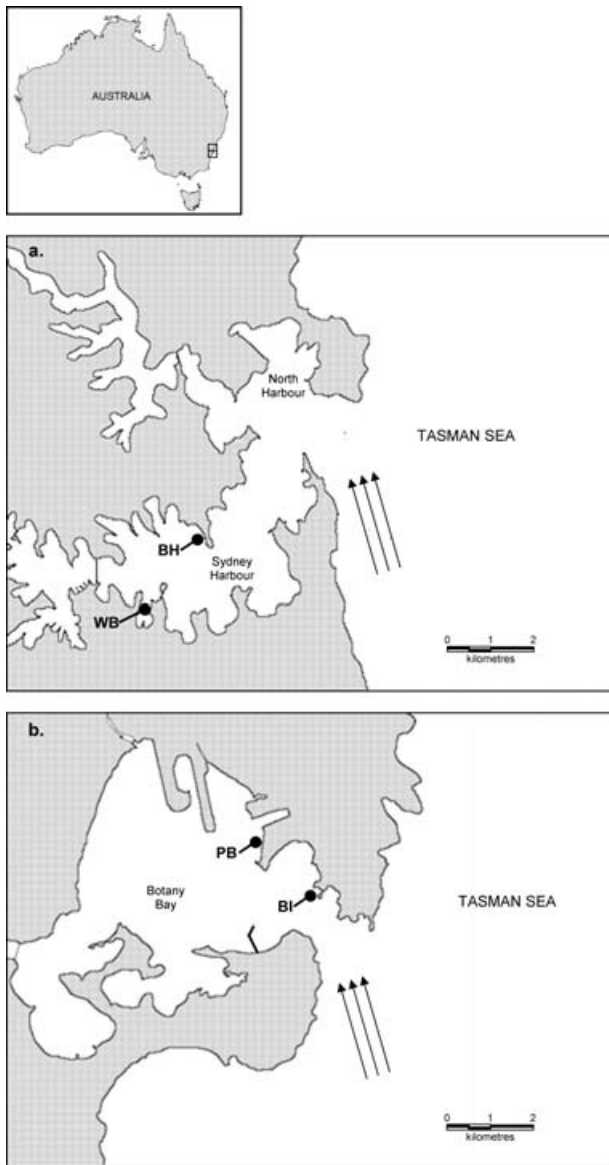 AUSTRALIA
a.
North
Harbour
TASMAN SEA
BH
Sydney
Harbour
WB
0 1 2
kilometres
b.
PB
Botany
Bay
BI
TASMAN SEA
0 1 2
kilometres